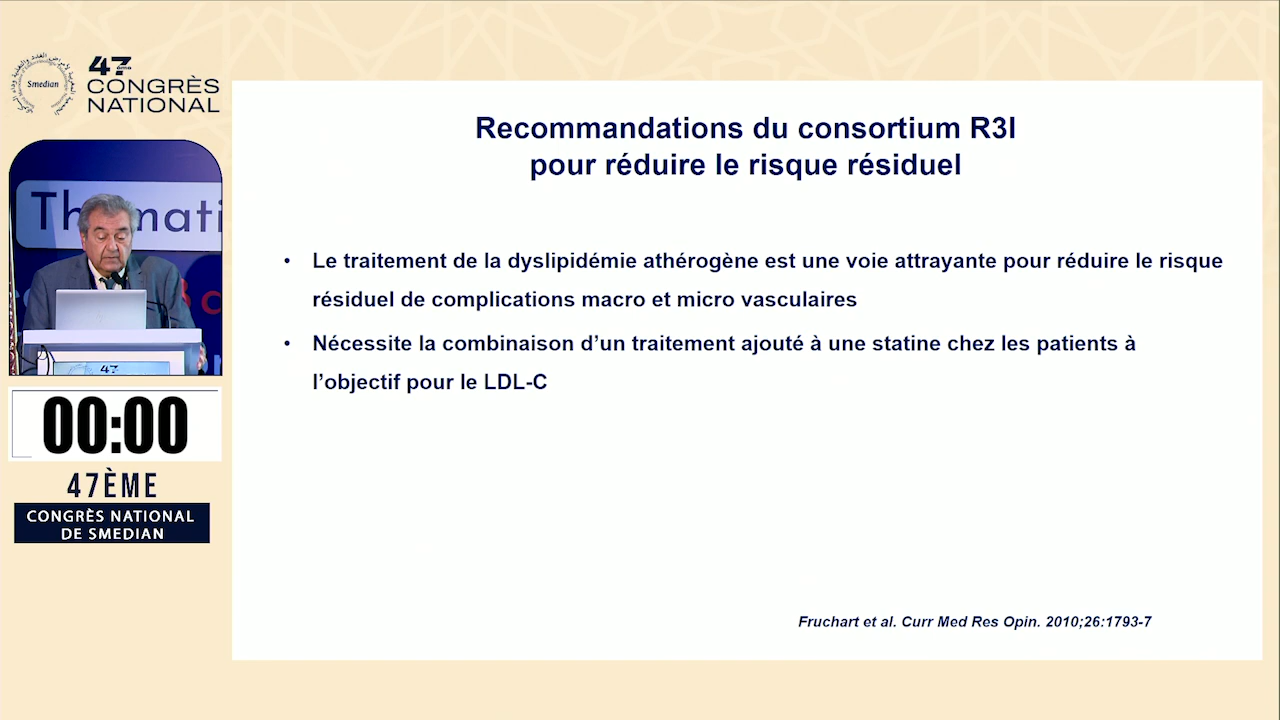 Smedian
47ème
CONGRÈS
NATIONAL
Recommandations du consortium R3I
pour réduire le risque résiduel
• Le traitement de la dyslipidémie athérogène est une voie attrayante pour réduire le risque
résiduel de complications macro et micro vasculaires
• Nécessite la combinaison d’un traitement ajouté à une statine chez les patients à
l’objectif pour le LDL-C
Fruchart et al. Curr Med Res Opin. 2010;26:1793-7
47
00:00
47ÈME
CONGRÈS NATIONAL
DE SMEDIAN